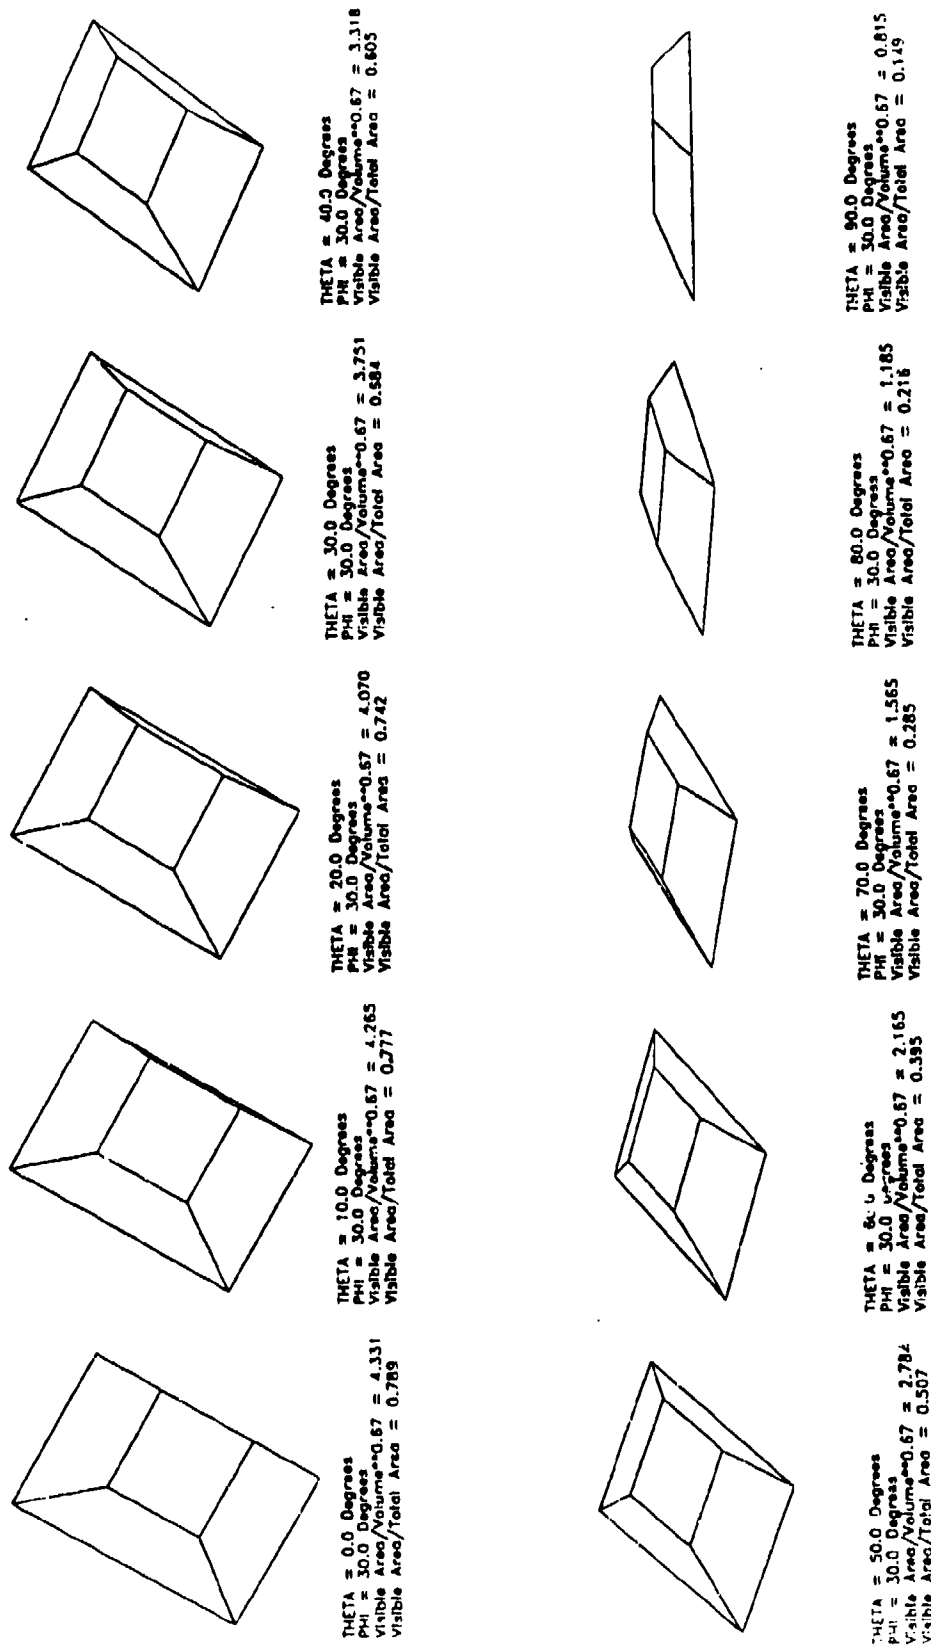 THETA = 0.0 Degrees
PHI = 30.0 Degrees
Visible Area/Volume**0.67 = 4.331
Visible Area/Total Area = 0.789
THETA = 10.0 Degrees
PHI = 30.0 Degrees
Visible Area/Volume**0.67 = 4.265
Visible Area/Total Area = 0.777
THETA = 20.0 Degrees
PHI = 30.0 Degrees
Visible Area/Volume**0.67 = 4.070
Visible Area/Total Area = 0.742
THETA = 30.0 Degrees
PHI = 30.0 Degrees
Visible Area/Volume**0.67 = 3.751
Visible Area/Total Area = 0.684
THETA = 40.0 Degrees
PHI = 30.0 Degrees
Visible Area/Volume**0.67 = 3.318
Visible Area/Total Area = 0.605
THETA = 50.0 Degrees
PHI = 30.0 Degrees
Visible Area/Volume**0.67 = 2.784
Visible Area/Total Area = 0.507
THETA = 60.0 Degrees
PHI = 30.0 Degrees
Visible Area/Volume**0.67 = 2.165
Visible Area/Total Area = 0.395
THETA = 70.0 Degrees
PHI = 30.0 Degrees
Visible Area/Volume**0.67 = 1.565
Visible Area/Total Area = 0.285
THETA = 80.0 Degrees
PHI = 30.0 Degrees
Visible Area/Volume**0.67 = 1.185
Visible Area/Total Area = 0.216
THETA = 90.0 Degrees
PHI = 30.0 Degrees
Visible Area/Volume**0.67 = 0.815
Visible Area/Total Area = 0.149